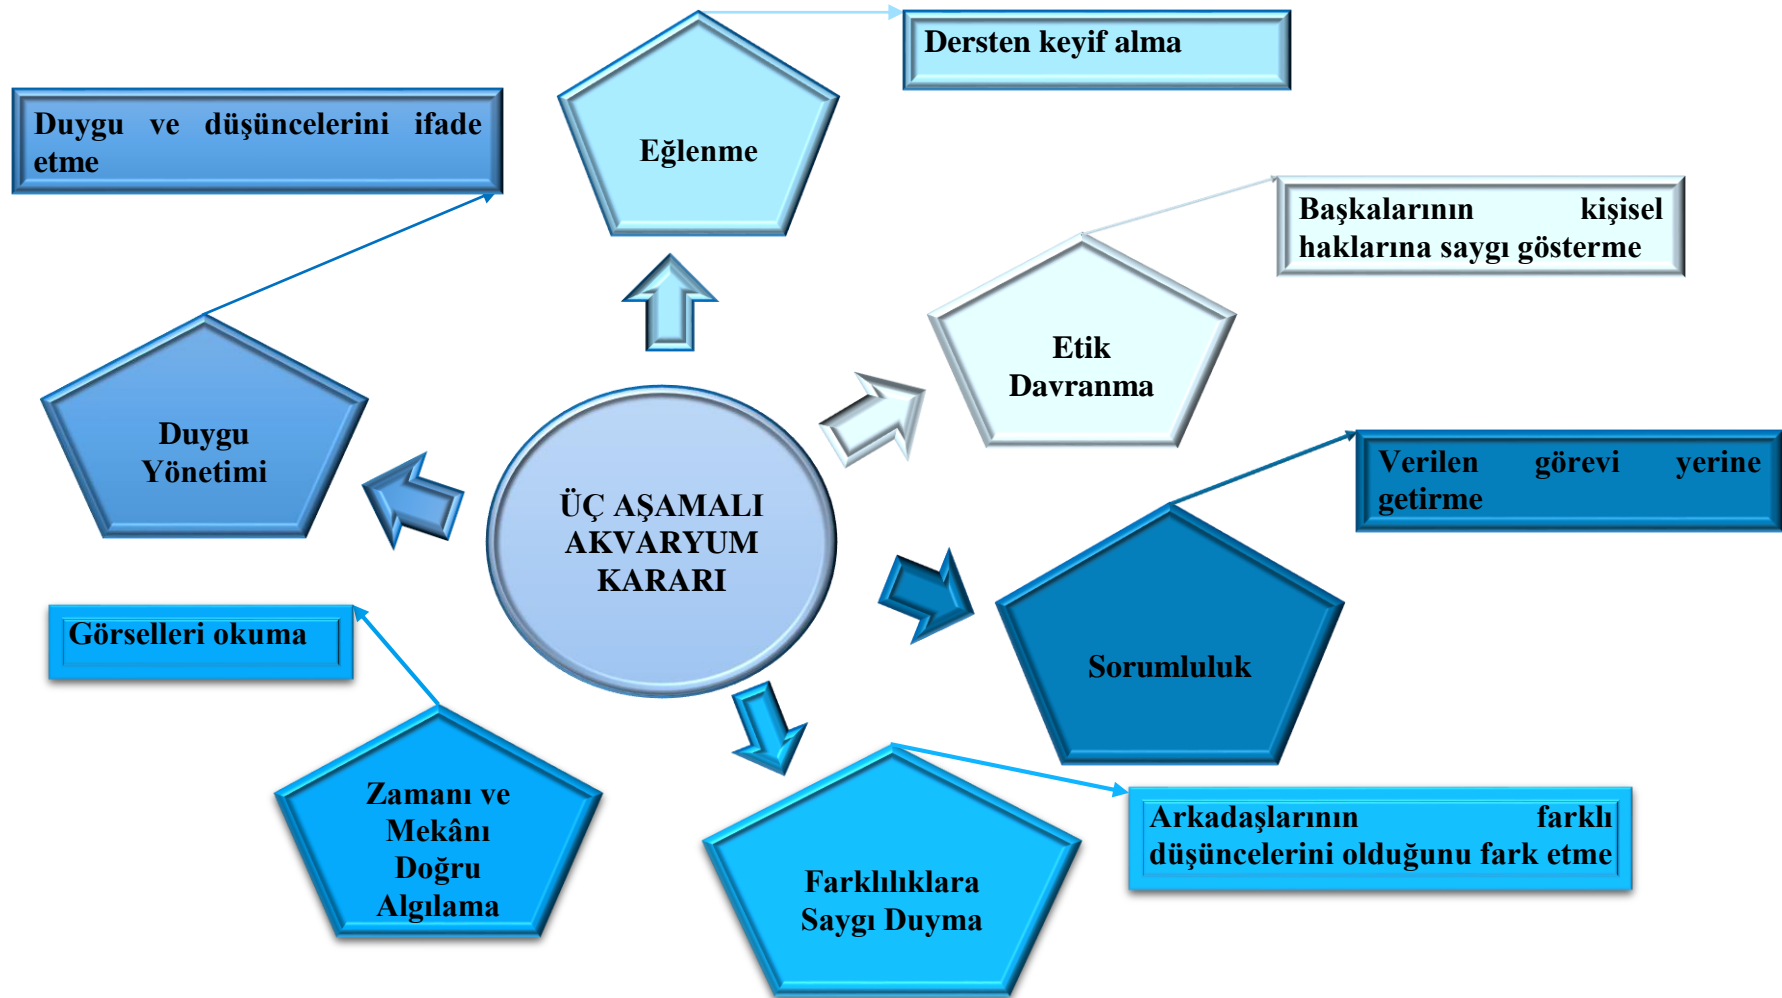 Dersten keyif alma
Eğlenme
Duygu ve düşüncelerini ifade
etme
Başkalarının kişisel
haklarına saygı gösterme
Etik
Davranma
Duygu
Yönetimi
Verilen görevi yerine
getirme
ÜÇ AŞAMALI
AKVARYUM
KARARI
Görselleri okuma
Sorumluluk
Zamanı ve
Mekânı
Doğru
Algılama
Arkadaşlarının farklı
düşüncelerini olduğunu fark etme
Farklılıklara
Saygı Duyma